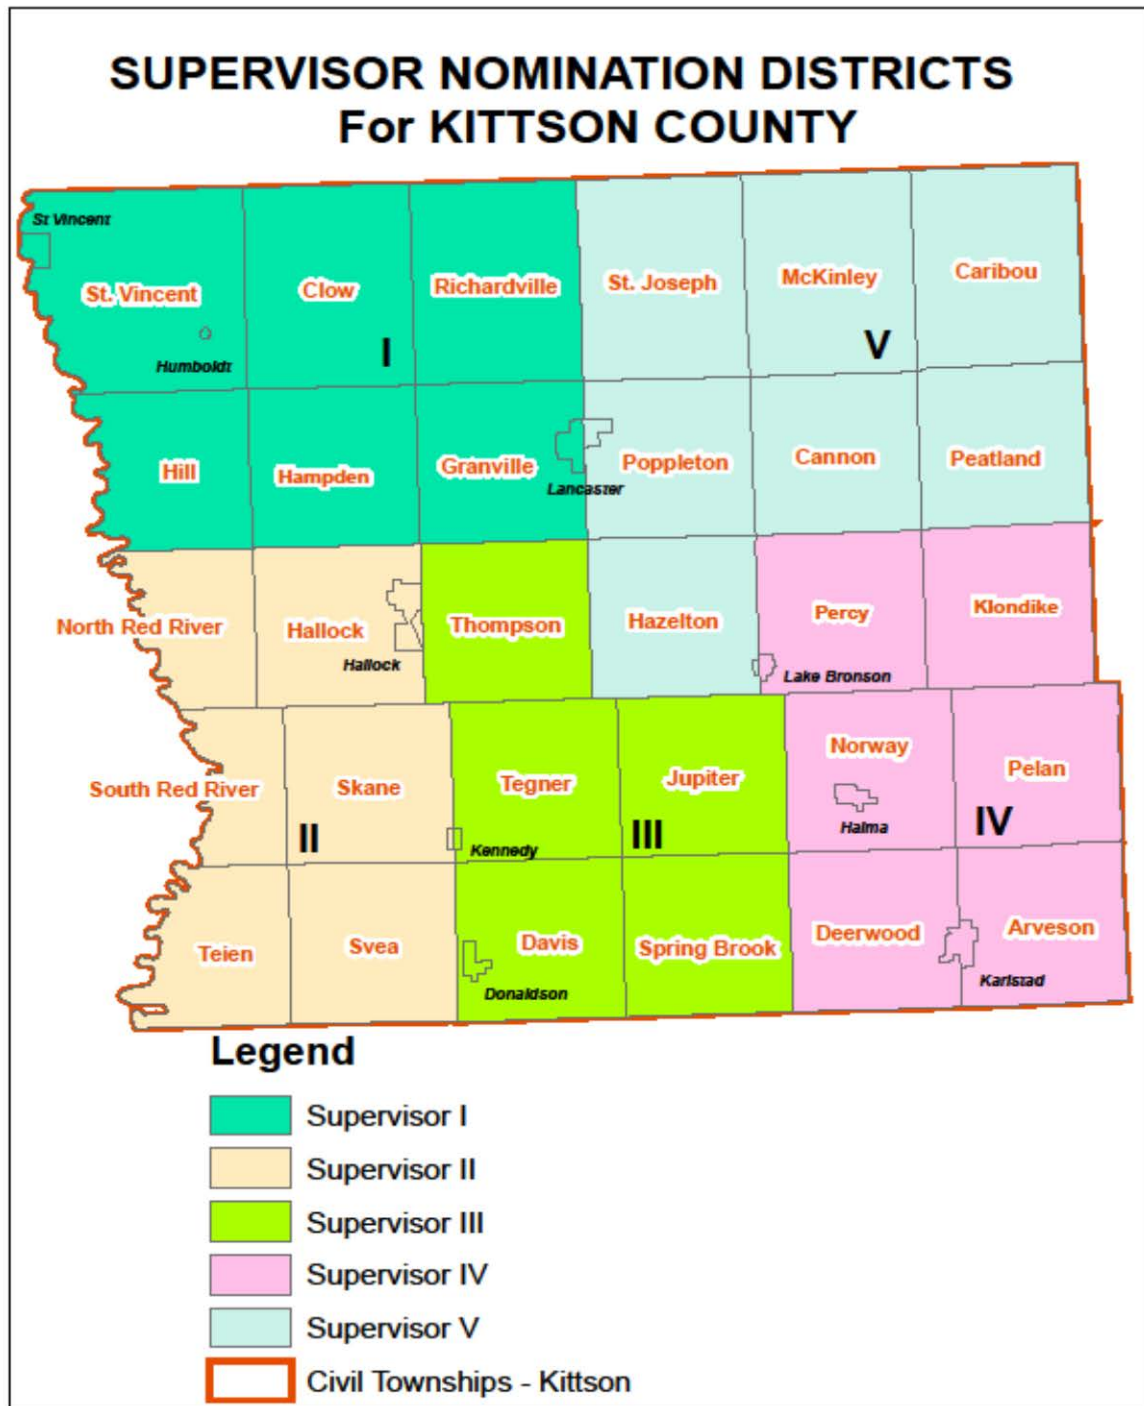 SUPERVISOR NOMINATION DISTRICTS
For KITTSON COUNTY
St Vincent
St. Vincent
Clow
Richardville
St. Joseph
McKinley
Caribou
Humboldt
I
V
Hill
Hampden
Granville
Lancaster
Poppleton
Cannon
Peatland
North Red River
Hallock
Hallock
Thompson
Hazelton
Percy
Klondike
Lake Bronson
South Red River
Skane
Tegner
Jupiter
Norway
Pelan
II
Kennedy
III
Halma
IV
Teien
Svea
Davis
Spring Brook
Deerwood
Arveson
Donaldson
Karlstad
Legend
Supervisor I
Supervisor II
Supervisor III
Supervisor IV
Supervisor V
Civil Townships - Kittson